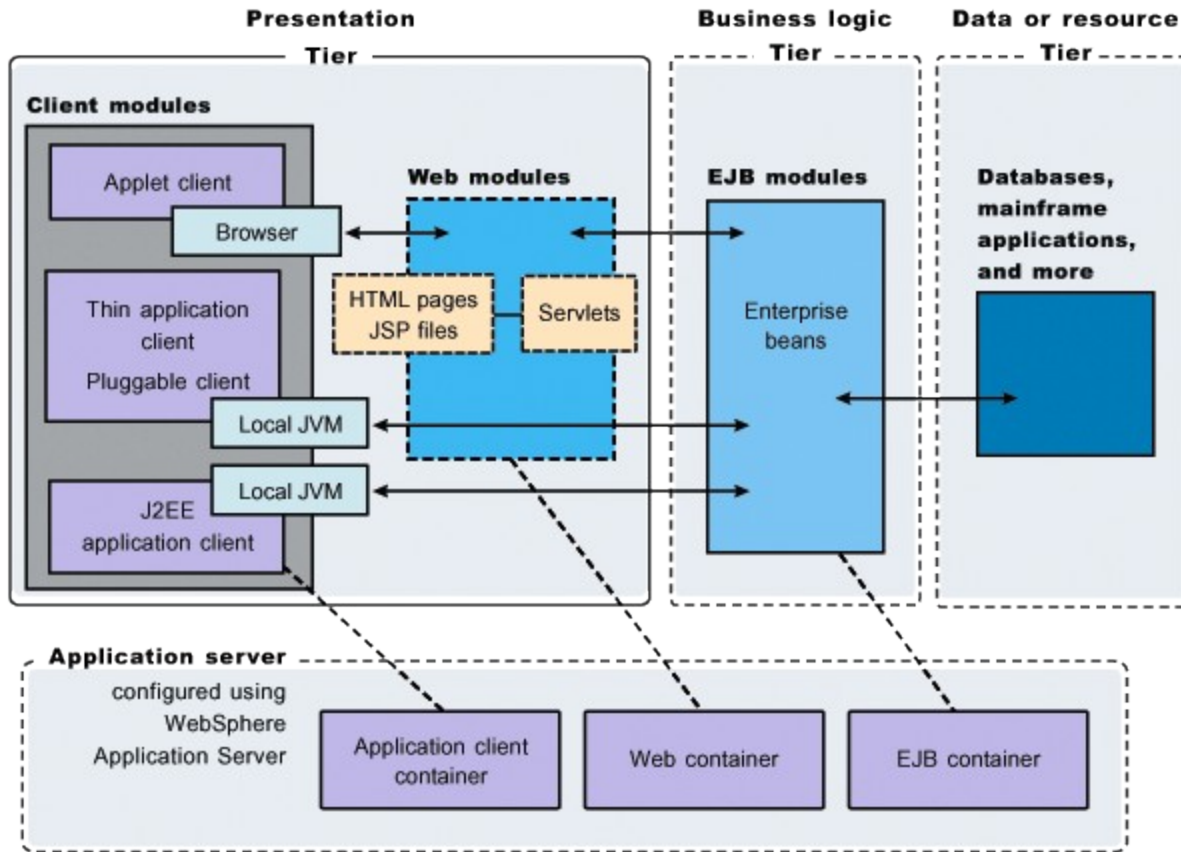 Presentation
Tier
Business logic
Tier
Data or resource
Tier
Client modules
Applet client
Browser
Thin application
client
Pluggable client
Local JVM
Local JVM
J2EE
application client
Web modules
HTML pages
JSP files
Servlets
EJB modules
Enterprise
beans
Databases,
mainframe
applications,
and more
Application server
configured using
WebSphere
Application Server
Application client
container
Web container
EJB container